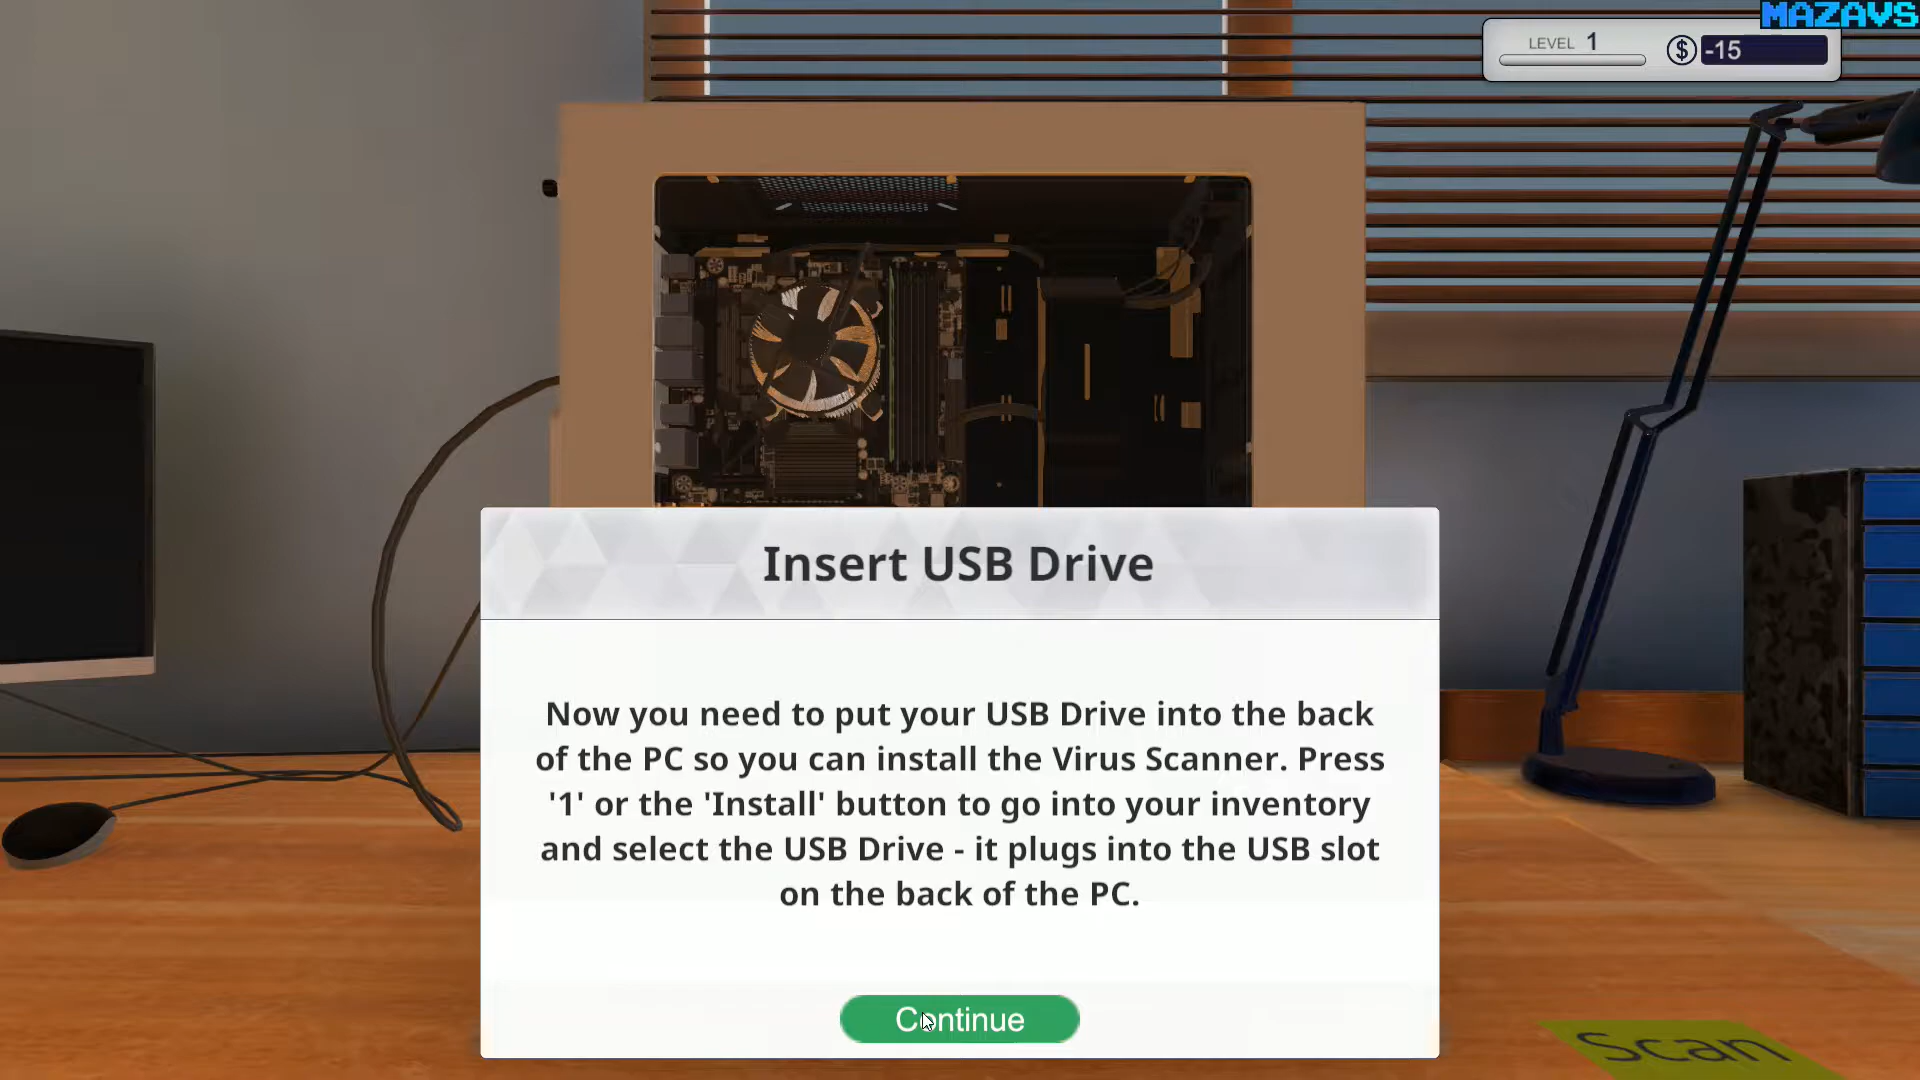 MAZAVS
LEVEL 1
$ -15
Insert USB Drive
Now you need to put your USB Drive into the back
of the PC so you can install the Virus Scanner. Press
'1' or the 'Install' button to go into your inventory
and select the USB Drive - it plugs into the USB slot
on the back of the PC.
Continue
Scan